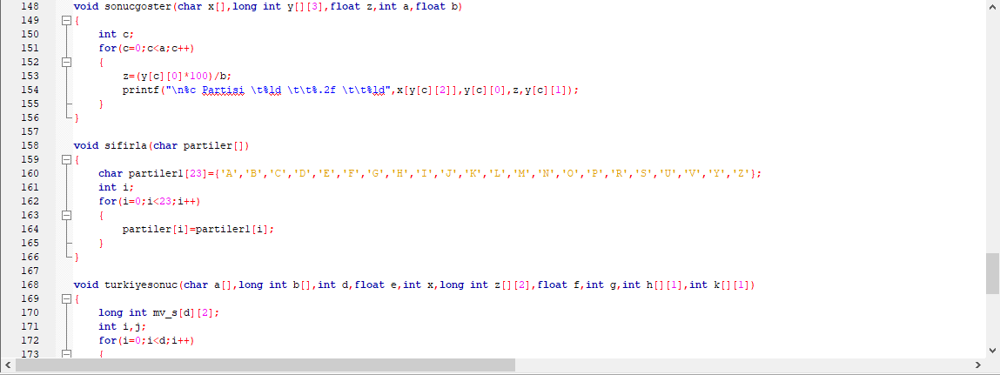 148 void sonucgoster(char x[],long int y[][3],float z,int a,float b)
149 {
150 int c;
151 for(c=0;c<a;c++)
152 {
153 z=(y[c][0]*100)/b;
154 printf("\n%c Partisi \t%ld \t\t%.2f \t\t%ld",x[y[c][2]],y[c][0],z,y[c][1]);
155 }
156 }
157
158 void sifirla(char partiler[])
159 {
160 char partiler1[23]={'A','B','C','D','E','F','G','H','I','J','K','L','M','N','O','P','R','S','U','V','Y','Z'};
161 int i;
162 for(i=0;i<23;i++)
163 {
164 partiler[i]=partiler1[i];
165 }
166 }
167
168 void turkiyesonuc(char a[],long int b[],int d,float e,int x,long int z[][2],float f,int g,int h[][1],int k[][1])
169 {
170 long int mv_s[d][2];
171 int i,j;
172 for(i=0;i<d;i++)
173 {